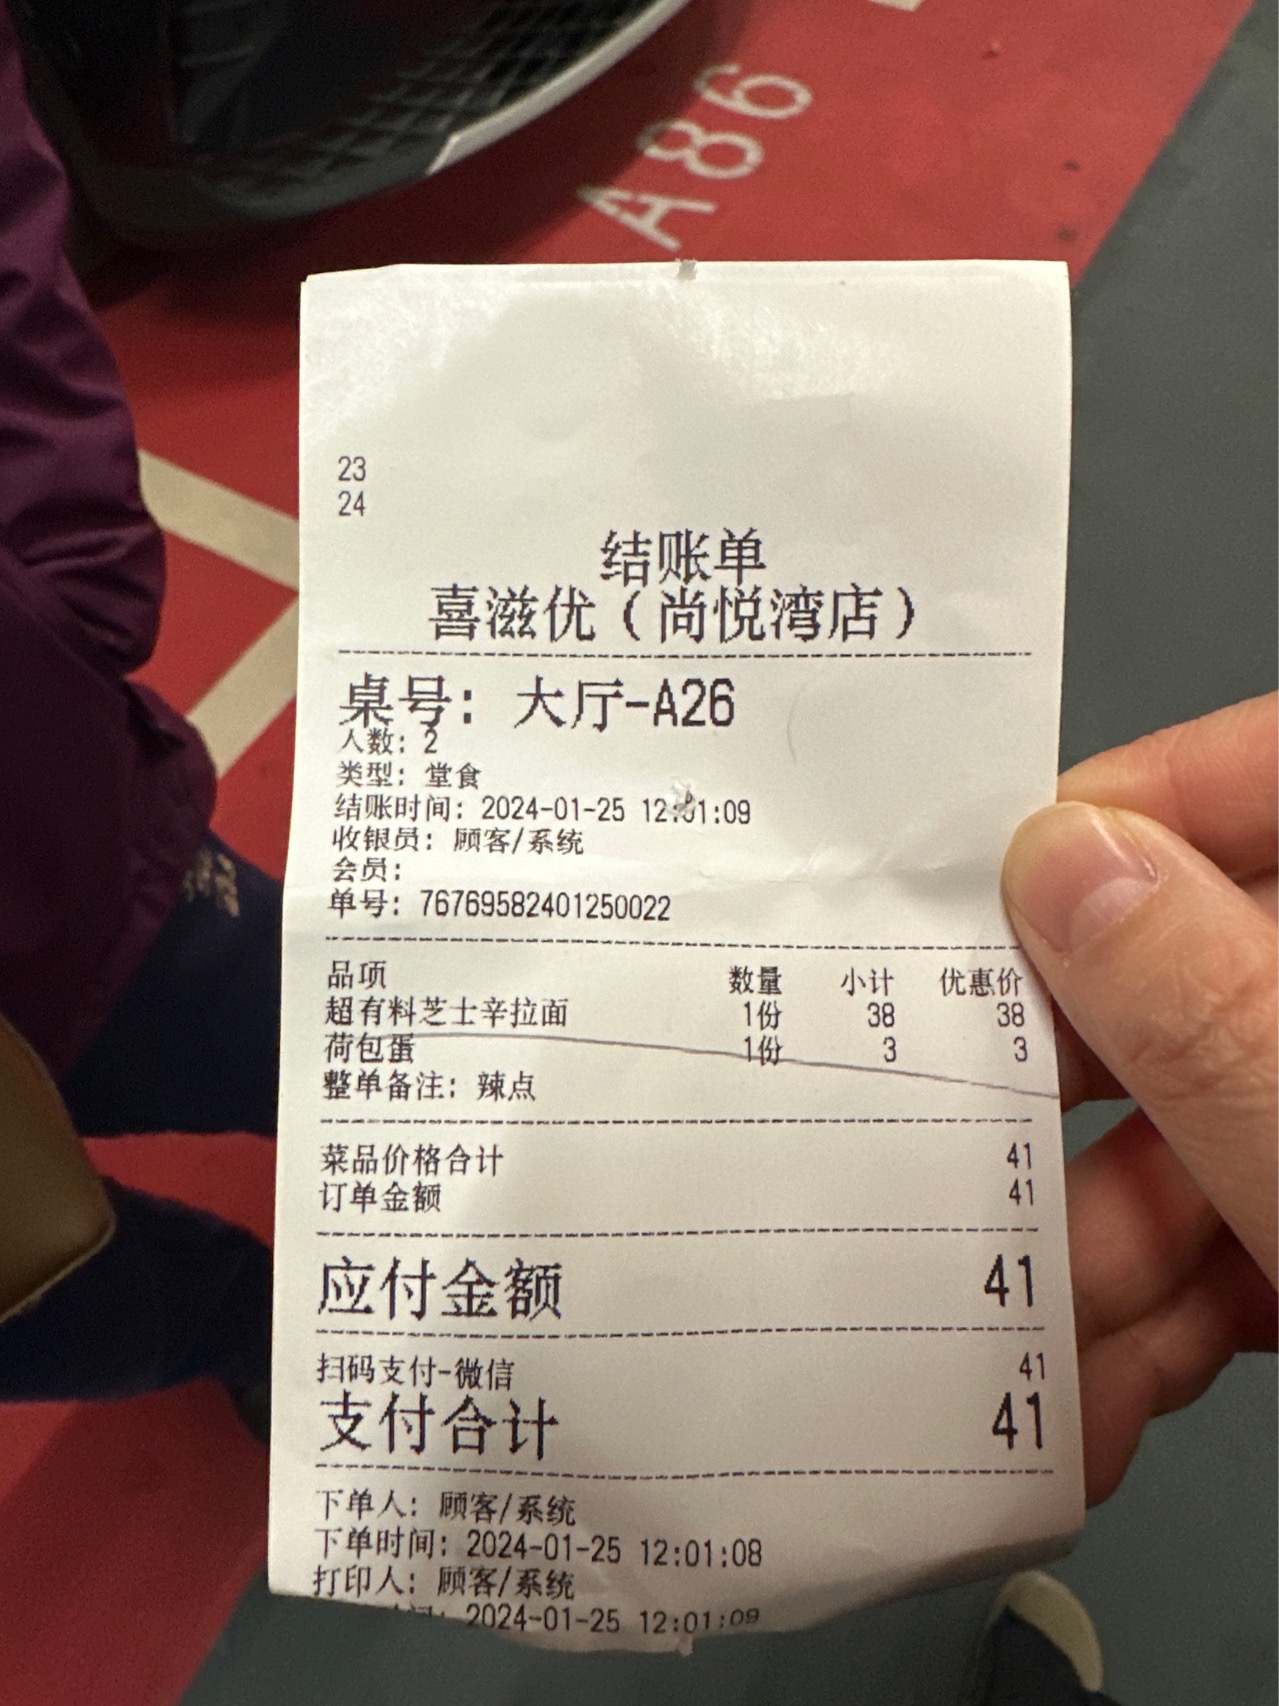 A86
23
24
结账单
喜滋优（尚悦湾店）
桌号：大厅-A26
人数：2
类型：堂食
结账时间：2024-01-25 12:01:09
收银员：顾客/系统
会员：
单号：76769582401250022
品项 数量 小计 优惠价
超有料芝士辛拉面 1份 38 38
荷包蛋 1份 3 3
整单备注：辣点
菜品价格合计 41
订单金额 41
应付金额 41
扫码支付-微信 41
支付合计 41
下单人：顾客/系统
下单时间：2024-01-25 12:01:08
打印人：顾客/系统
时间：2024-01-25 12:01:09